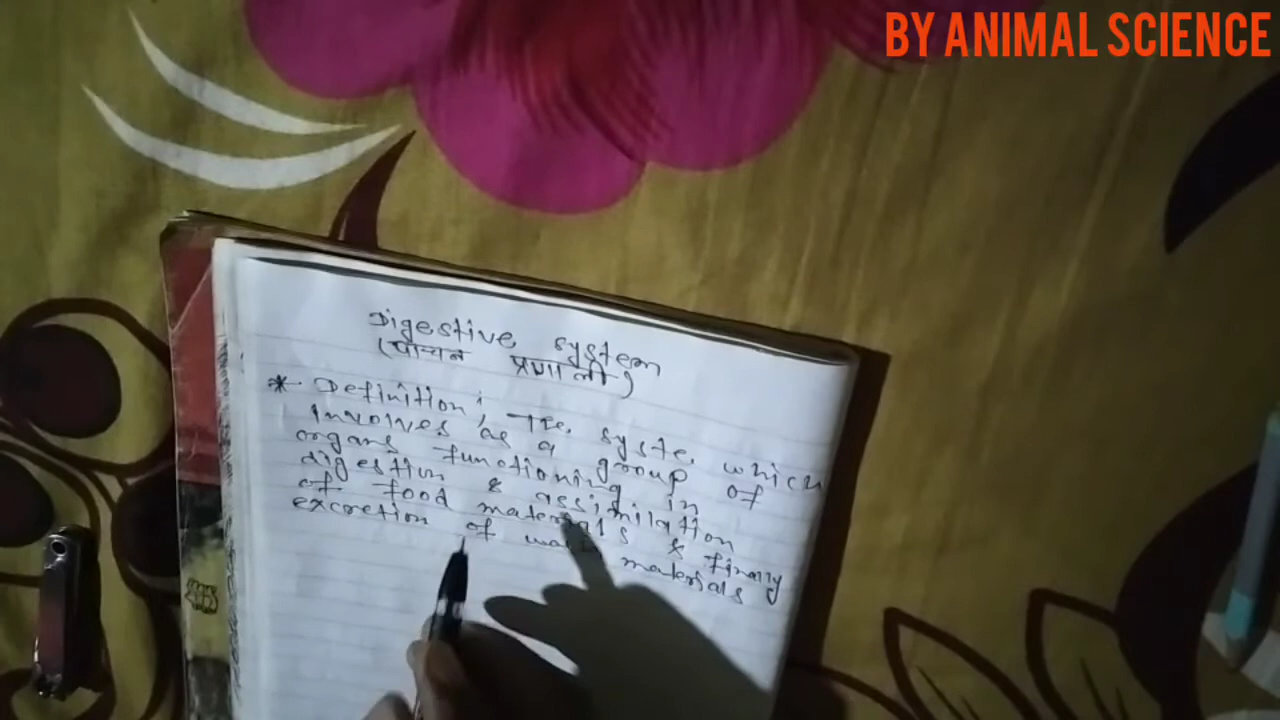 BY ANIMAL SCIENCE
Digestive system
(पाचन प्रणाली)
* Definition; The syste. which
involves as a group of
organs functioning in
digestion & assimilation
of food materials & finally
excretion of materials